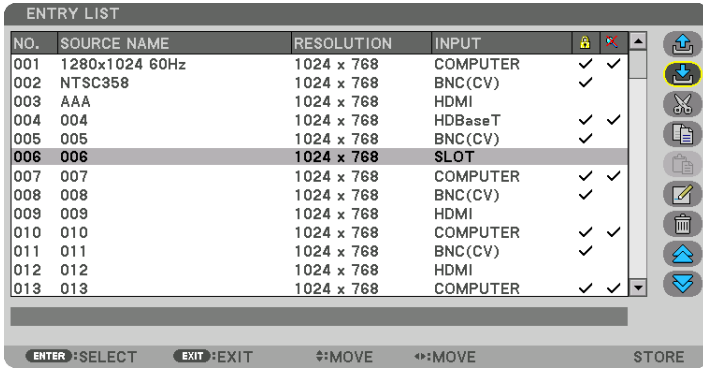 ENTRY LIST
NO. SOURCE NAME RESOLUTION INPUT
001 1280x1024 60Hz 1024 x 768 COMPUTER
002 NTSC358 1024 x 768 BNC(CV)
003 AAA 1024 x 768 HDMI
004 004 1024 x 768 HDBaseT
005 005 1024 x 768 BNC(CV)
006 006 1024 x 768 SLOT
007 007 1024 x 768 COMPUTER
008 008 1024 x 768 BNC(CV)
009 009 1024 x 768 HDMI
010 010 1024 x 768 COMPUTER
011 011 1024 x 768 BNC(CV)
012 012 1024 x 768 HDMI
013 013 1024 x 768 COMPUTER
ENTER:SELECT EXIT:EXIT :MOVE :MOVE STORE